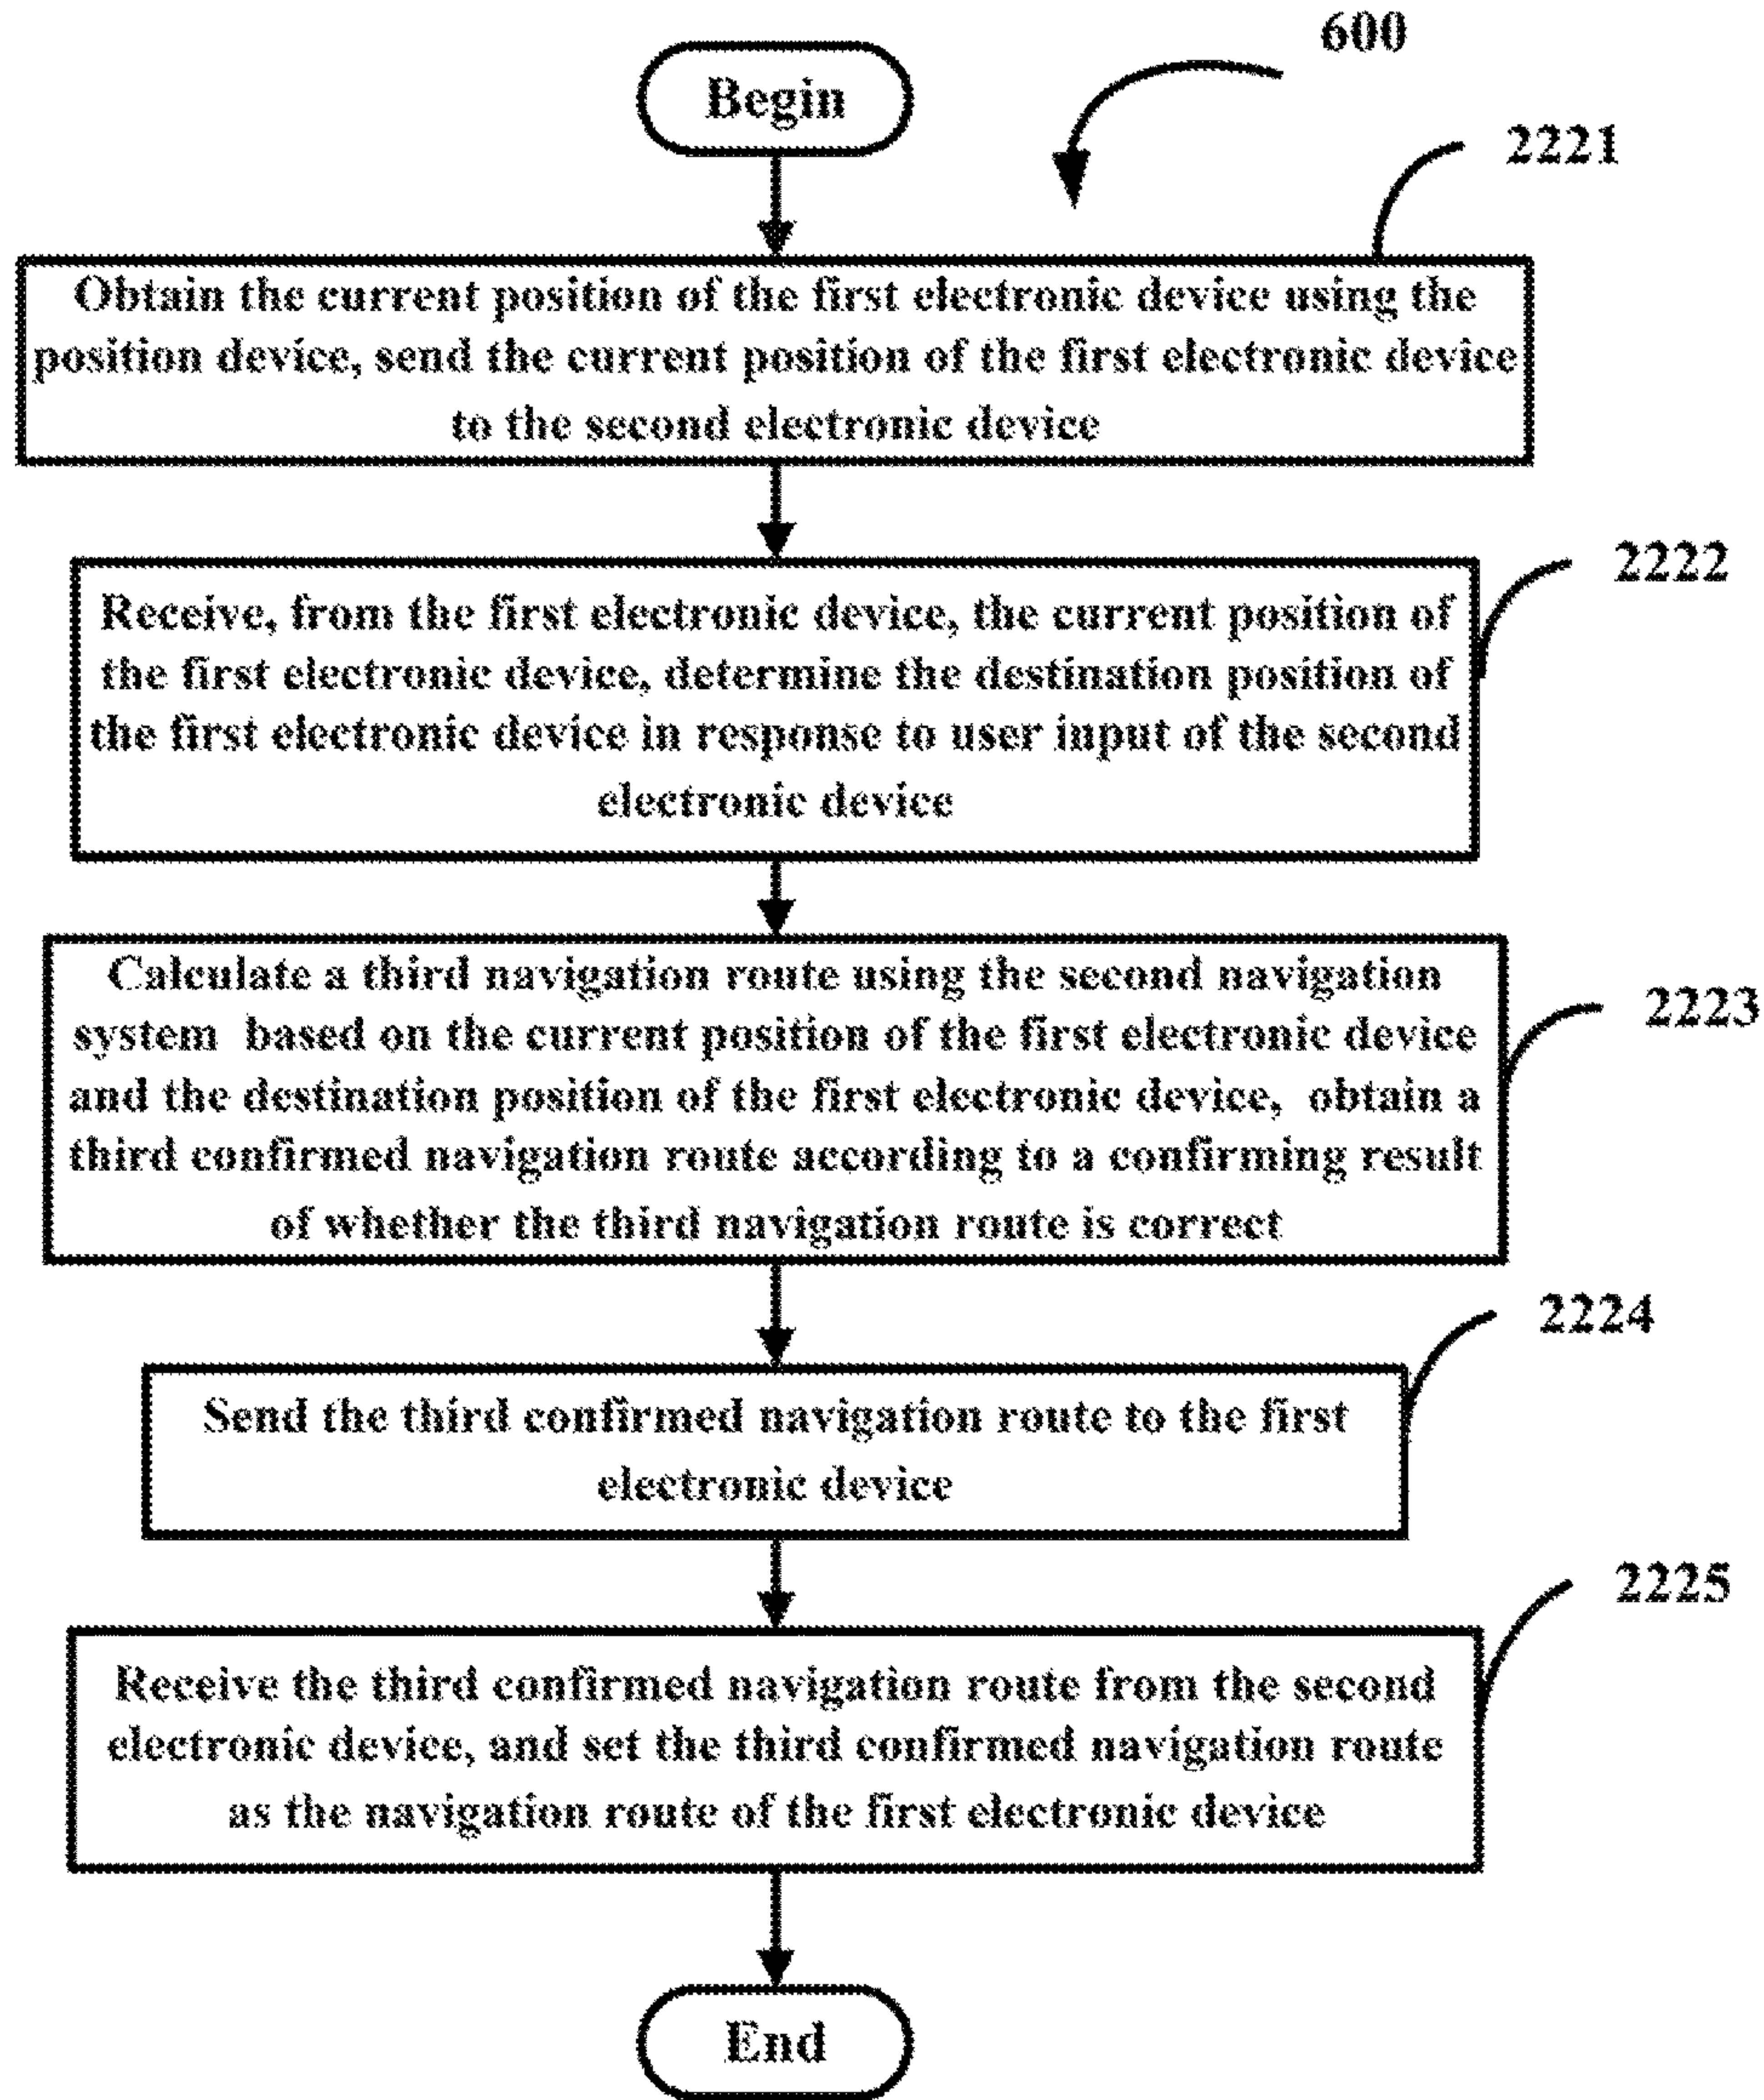 600
Begin
2221
Obtain the current position of the first electronic device using the
position device, send the current position of the first electronic device
to the second electronic device
2222
Receive, from the first electronic device, the current position of
the first electronic device, determine the destination position of
the first electronic device in response to user input of the second
electronic device
2223
Calculate a third navigation route using the second navigation
system based on the current position of the first electronic device
and the destination position of the first electronic device, obtain a
third confirmed navigation route according to a confirming result
of whether the third navigation route is correct
2224
Send the third confirmed navigation route to the first
electronic device
2225
Receive the third confirmed navigation route from the second
electronic device, and set the third confirmed navigation route
as the navigation route of the first electronic device
End